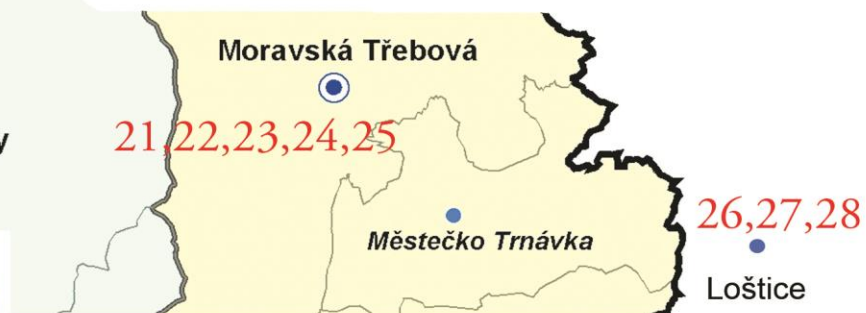 Moravská Třebová
21,22,23,24,25
y
26,27,28
Městečko Trnávka
Loštice